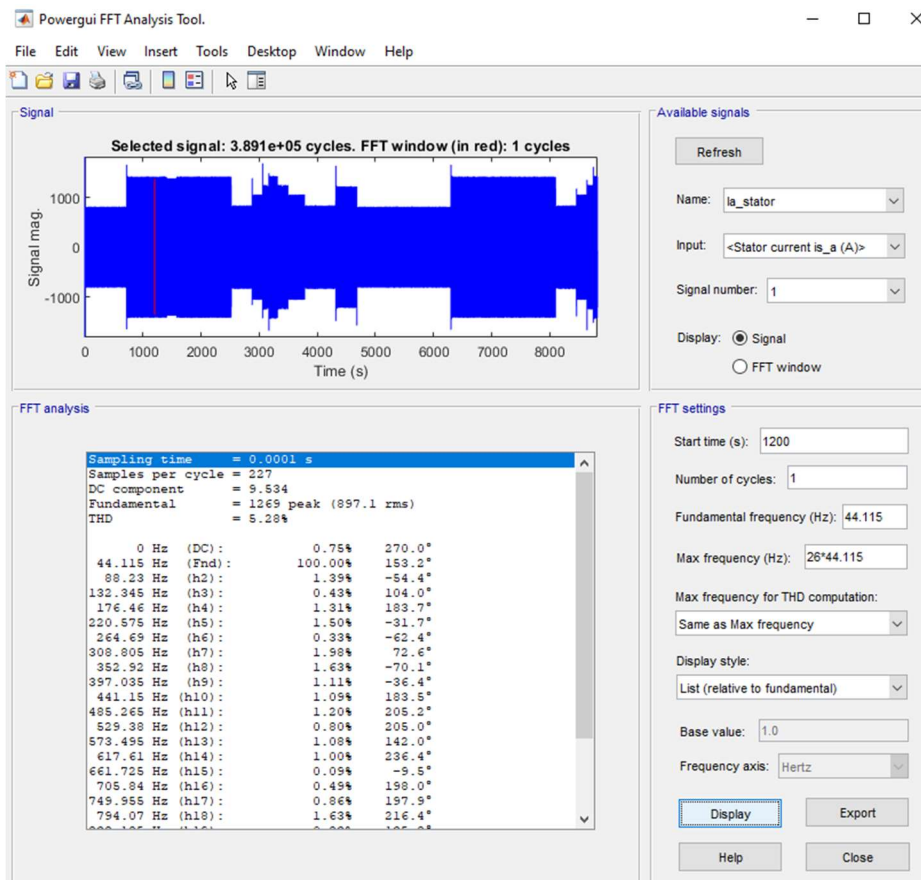 Powergui FFT Analysis Tool.
File Edit View Insert Tools Desktop Window Help
Signal
Selected signal: 3.891e+05 cycles. FFT window (in red): 1 cycles
Signal mag.
1000
0
-1000
0 1000 2000 3000 4000 5000 6000 7000 8000
Time (s)
Available signals
Refresh
Name: Ia_stator
Input: <Stator current is_a (A)>
Signal number: 1
Display: Signal
FFT window
FFT analysis
Sampling time = 0.0001 s
Samples per cycle = 227
DC component = 9.534
Fundamental = 1269 peak (897.1 rms)
THD = 5.28%
0 Hz (DC): 0.75% 270.0°
44.115 Hz (Fnd): 100.00% 153.2°
88.23 Hz (h2): 1.39% -54.4°
132.345 Hz (h3): 0.43% 104.0°
176.46 Hz (h4): 1.31% 183.7°
220.575 Hz (h5): 1.50% -31.7°
264.69 Hz (h6): 0.33% -62.4°
308.805 Hz (h7): 1.98% 72.6°
352.92 Hz (h8): 1.63% -70.1°
397.035 Hz (h9): 1.11% -36.4°
441.15 Hz (h10): 1.09% 183.5°
485.265 Hz (h11): 1.20% 205.2°
529.38 Hz (h12): 0.80% 205.0°
573.495 Hz (h13): 1.08% 142.0°
617.61 Hz (h14): 1.00% 236.4°
661.725 Hz (h15): 0.09% -9.5°
705.84 Hz (h16): 0.49% 198.0°
749.955 Hz (h17): 0.86% 197.9°
794.07 Hz (h18): 1.63% 216.4°
FFT settings
Start time (s): 1200
Number of cycles: 1
Fundamental frequency (Hz): 44.115
Max frequency (Hz): 26*44.115
Max frequency for THD computation:
Same as Max frequency
Display style:
List (relative to fundamental)
Base value: 1.0
Frequency axis: Hertz
Display Export
Help Close